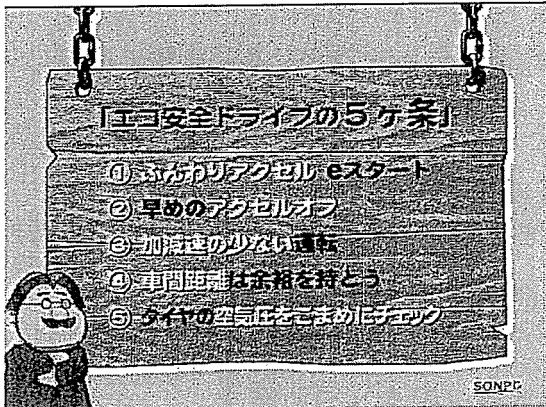 「エコ安全ドライブの5ケ条」
① ふんわりアクセル eスタート
② 早めのアクセルオフ
③ 加減速の少ない運転
④ 車間距離は余裕を持とう
⑤ タイヤの空気圧をこまめにチェック